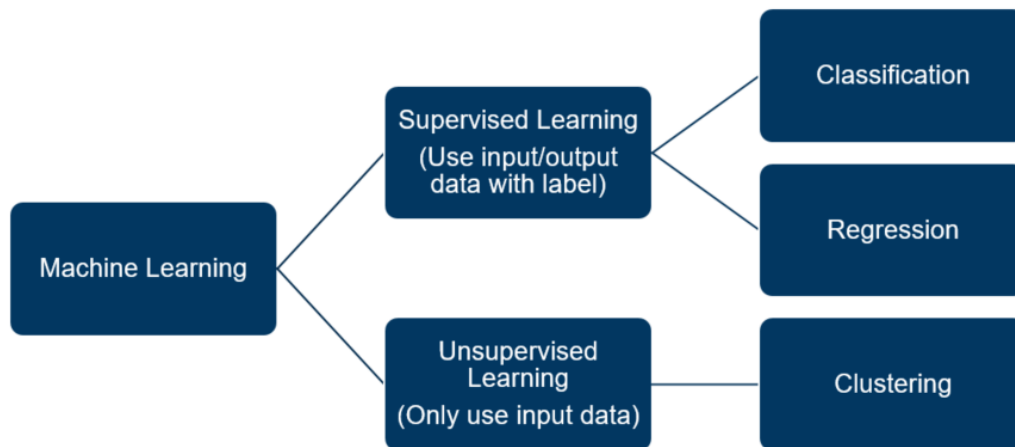 Machine Learning
Supervised Learning
(Use input/output
data with label)
Unsupervised
Learning
(Only use input data)
Classification
Regression
Clustering